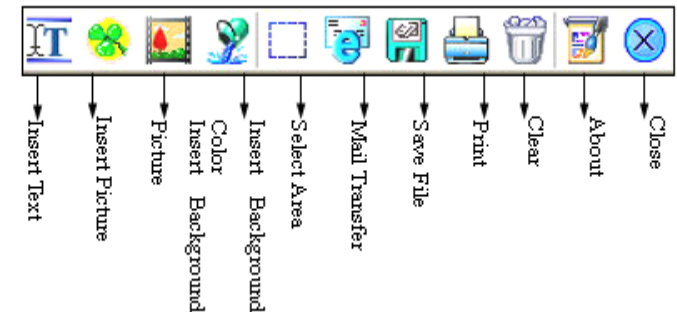 Close
About
Clear
Print
Save File
Mail Transfer
Select Area
Insert Background
Color
Insert Background
Picture
Insert Picture
Insert Text